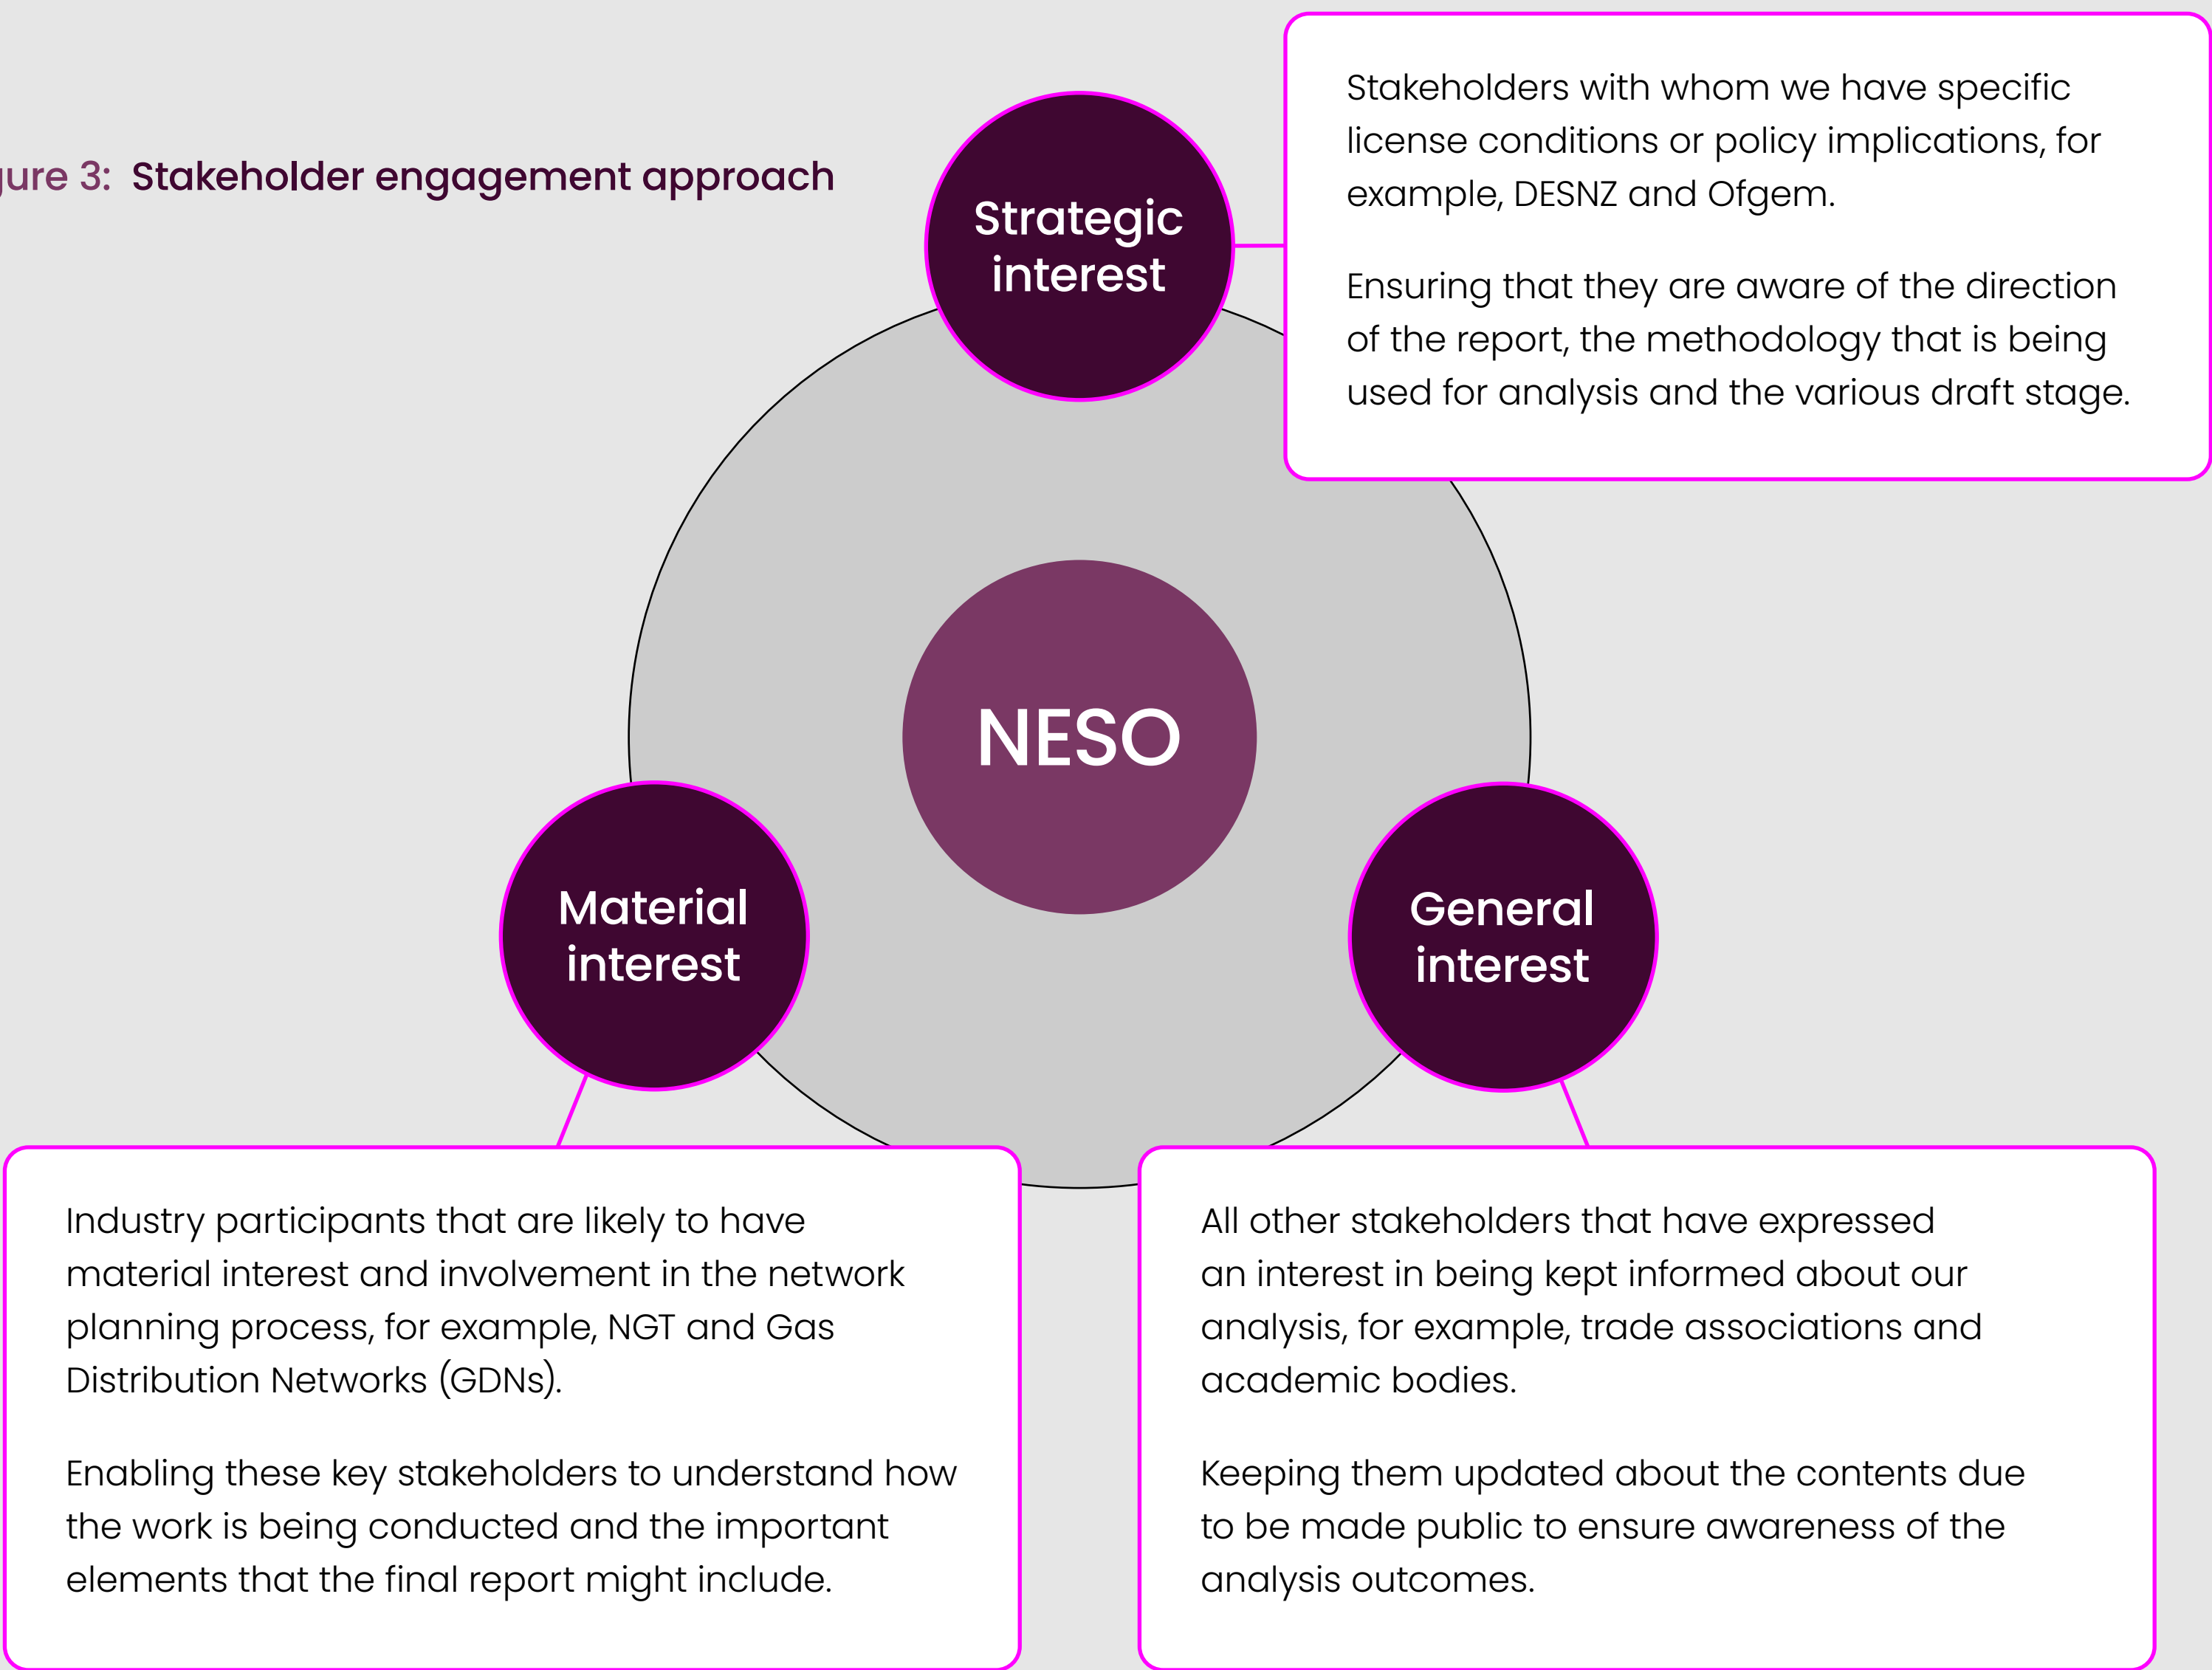 gure 3: Stakeholder engagement approach
Strategic
interest
Stakeholders with whom we have specific
license conditions or policy implications, for
example, DESNZ and Ofgem.
Ensuring that they are aware of the direction
of the report, the methodology that is being
used for analysis and the various draft stage.
NESO
Material
interest
General
interest
Industry participants that are likely to have
material interest and involvement in the network
planning process, for example, NGT and Gas
Distribution Networks (GDNs).
Enabling these key stakeholders to understand how
the work is being conducted and the important
elements that the final report might include.
All other stakeholders that have expressed
an interest in being kept informed about our
analysis, for example, trade associations and
academic bodies.
Keeping them updated about the contents due
to be made public to ensure awareness of the
analysis outcomes.